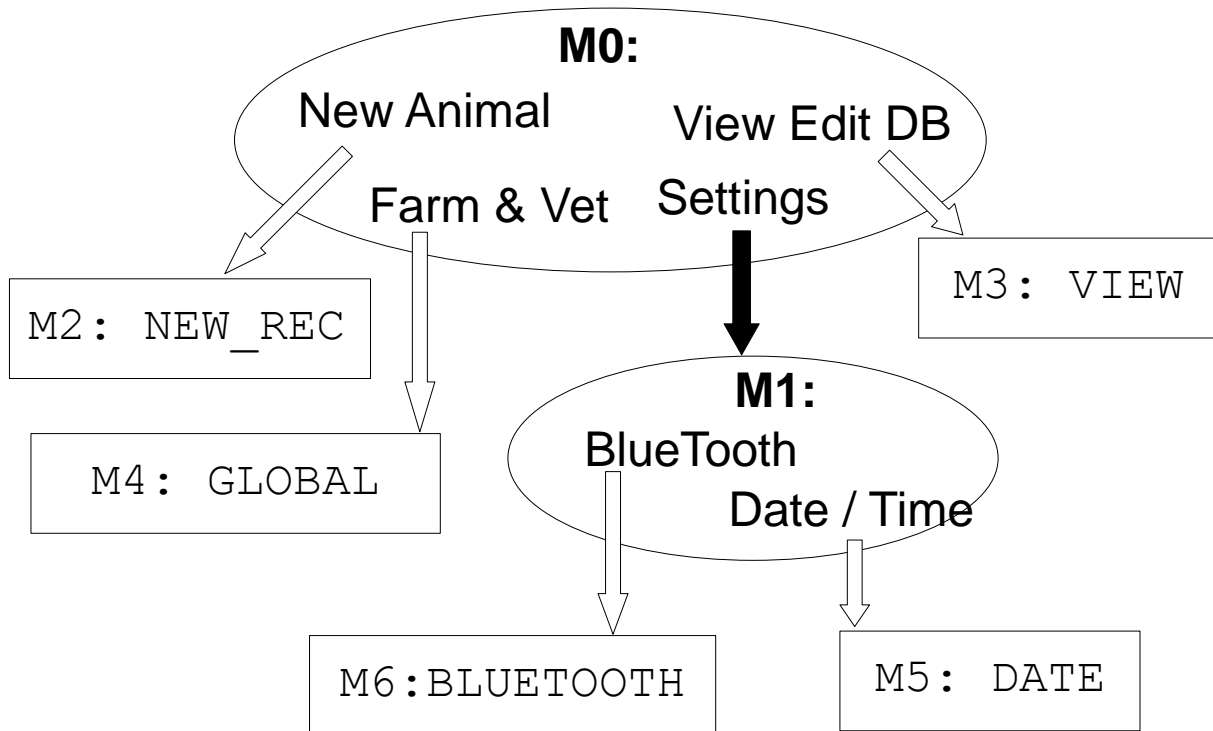 M0:
New Animal
View Edit DB
Farm & Vet
Settings
M2: NEW_REC
M3: VIEW
M1:
BlueTooth
Date / Time
M4: GLOBAL
M6:BLUETOOTH
M5: DATE